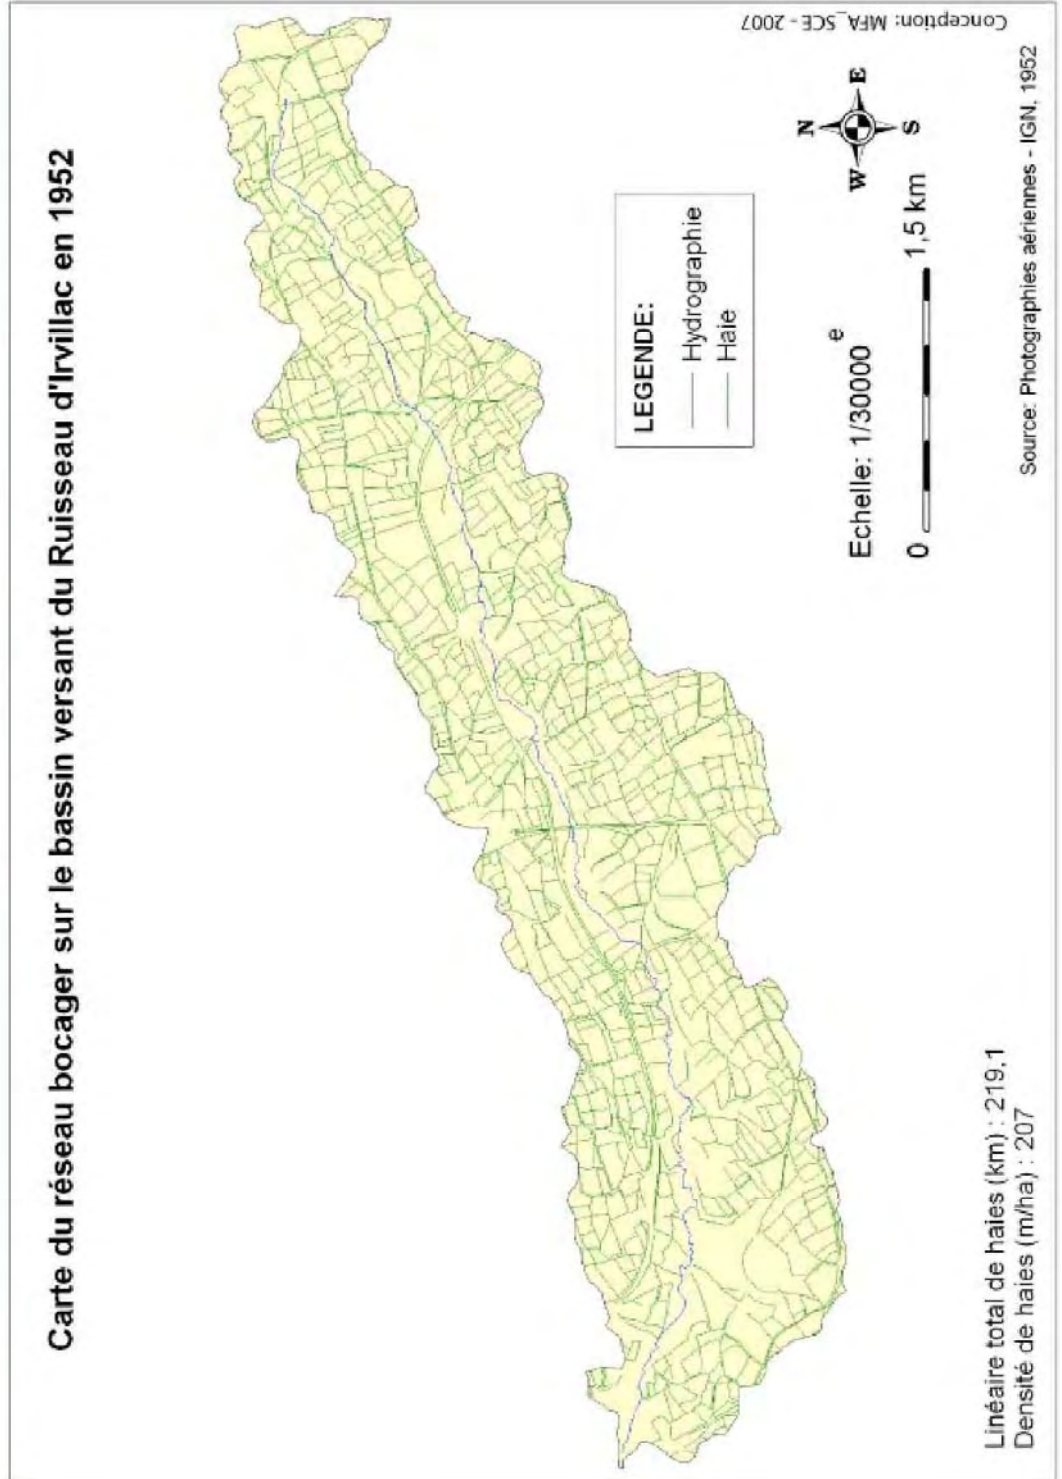 Carte du réseau bocager sur le bassin versant du Ruisseau d'Irvillac en 1952
LEGENDE:
Hydrographie
Haie
N
W
E
S
Echelle: 1/30000 e
0
1,5 km
Linéaire total de haies (km) : 219,1
Densité de haies (m/ha) : 207
Source: Photographies aériennes - IGN, 1952
Conception: MFA_SCE - 2007